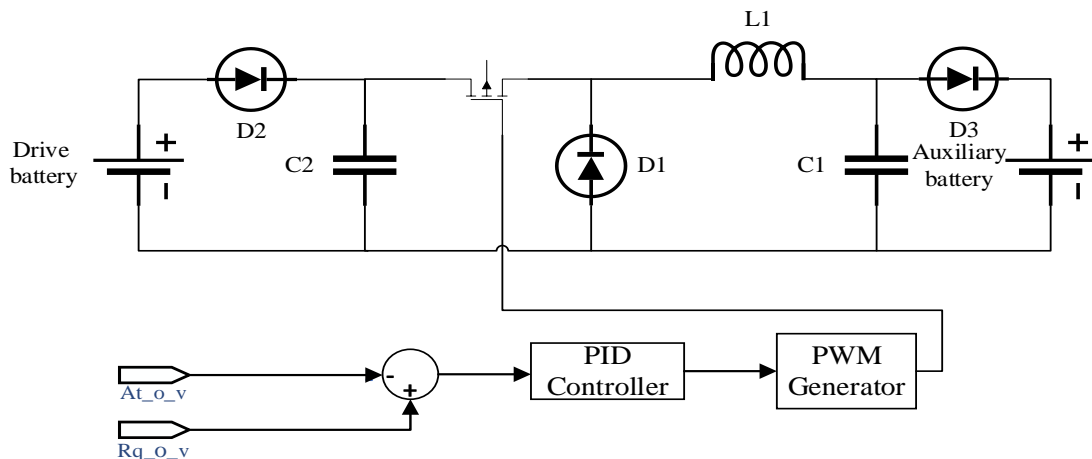 L1
D2
D3
Drive
battery
C2
D1
C1
Auxiliary
battery
+
+
PID
Controller
PWM
Generator
-
+
At_o_v
Rq_o_v